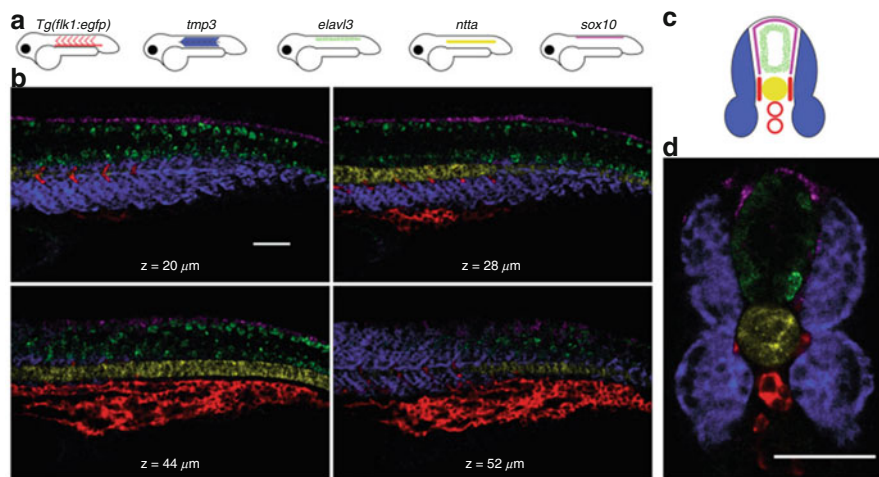 a
Tg(flk1:egfp)
tmp3
elavl3
ntta
sox10
c
b
z = 20 μm
z = 28 μm
z = 44 μm
z = 52 μm
d